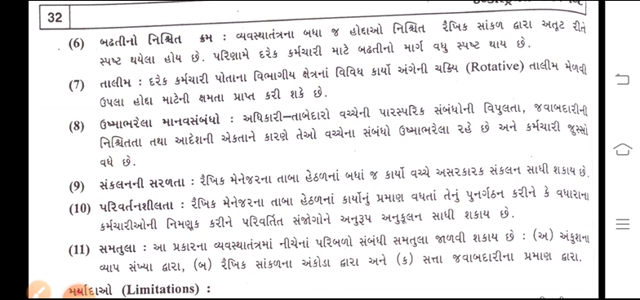 32
(6) બઢતીનો નિશ્ચિત ક્રમ : વ્યવસ્થાતંત્રના બધા જ હોદ્દાઓ નિશ્ચિત રૈખિક સાંકળ દ્વારા અતૂટ રીતે
સ્પષ્ટ થયેલા હોય છે. પરિણામે દરેક કર્મચારી માટે બઢતીનો માર્ગ વધુ સ્પષ્ટ થાય છે.
(7) તાલીમ : દરેક કર્મચારી પોતાના વિભાગીય ક્ષેત્રનાં વિવિધ કાર્યો અંગેની ચક્રિય (Rotative) તાલીમ મેળવી
ઉપલા હોદ્દા માટેની ક્ષમતા પ્રાપ્ત કરી શકે છે.
(8) ઉષ્માભરેલા માનવસંબંધો : અધિકારી–તાબેદારો વચ્ચેની પારસ્પરિક સંબંધોની વિપુલતા, જવાબદારીની
નિશ્ચિતતા તથા આદેશની એકતાને કારણે તેઓ વચ્ચેના સંબંધો ઉષ્માભરેલા રહે છે અને કર્મચારી જુસ્સો
વધે છે.
(9) સંકલનની સરળતા : રૈખિક મેનેજરના તાબા હેઠળનાં બધાં જ કાર્યો વચ્ચે અસરકારક સંકલન સાધી શકાય છે.
(10) પરિવર્તનશીલતા : રૈખિક મેનેજરના તાબા હેઠળનાં કાર્યોનું પ્રમાણ વધતાં તેનું પુનર્ગઠન કરીને કે વધારાના
કર્મચારીઓની નિમણૂક કરીને પરિવર્તિત સંજોગોને અનુરૂપ અનુકૂલન સાધી શકાય છે.
(11) સમતુલા : આ પ્રકારના વ્યવસ્થાતંત્રમાં નીચેનાં પરિબળો સંબંધી સમતુલા જાળવી શકાય છે : (અ) અંકુશના
વ્યાપ સંખ્યા દ્વારા, (બ) રૈખિક સાંકળના અંકોડા દ્વારા અને (ક) સત્તા જવાબદારીના પ્રમાણ દ્વારા.
મર્યાદાઓ (Limitations) :